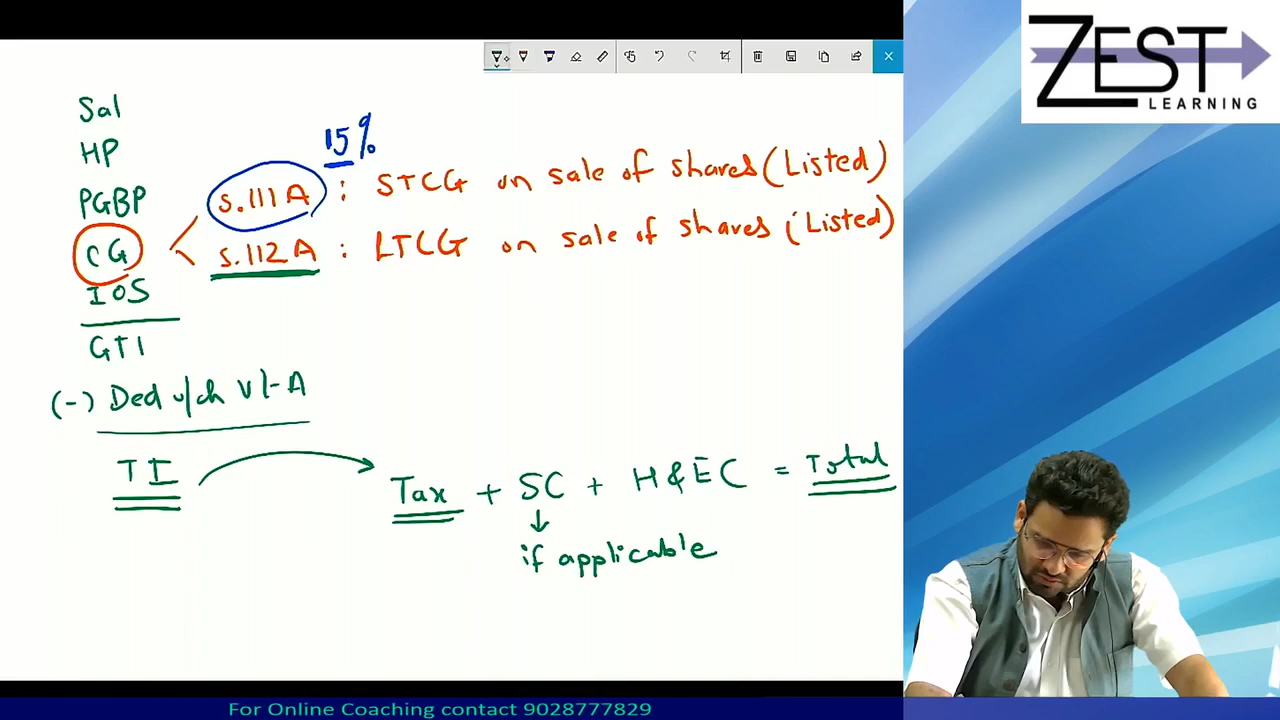 ZEST
LEARNING
Sal
HP
PGBP
CG
IOS
GTI
(-) Ded u/ch VI-A
TI
15%
S.111A : STCG on sale of shares (Listed)
S.112A : LTCG on sale of shares (Listed)
Tax + SC + H&EC = Total
if applicable
For Online Coaching contact 9028777829